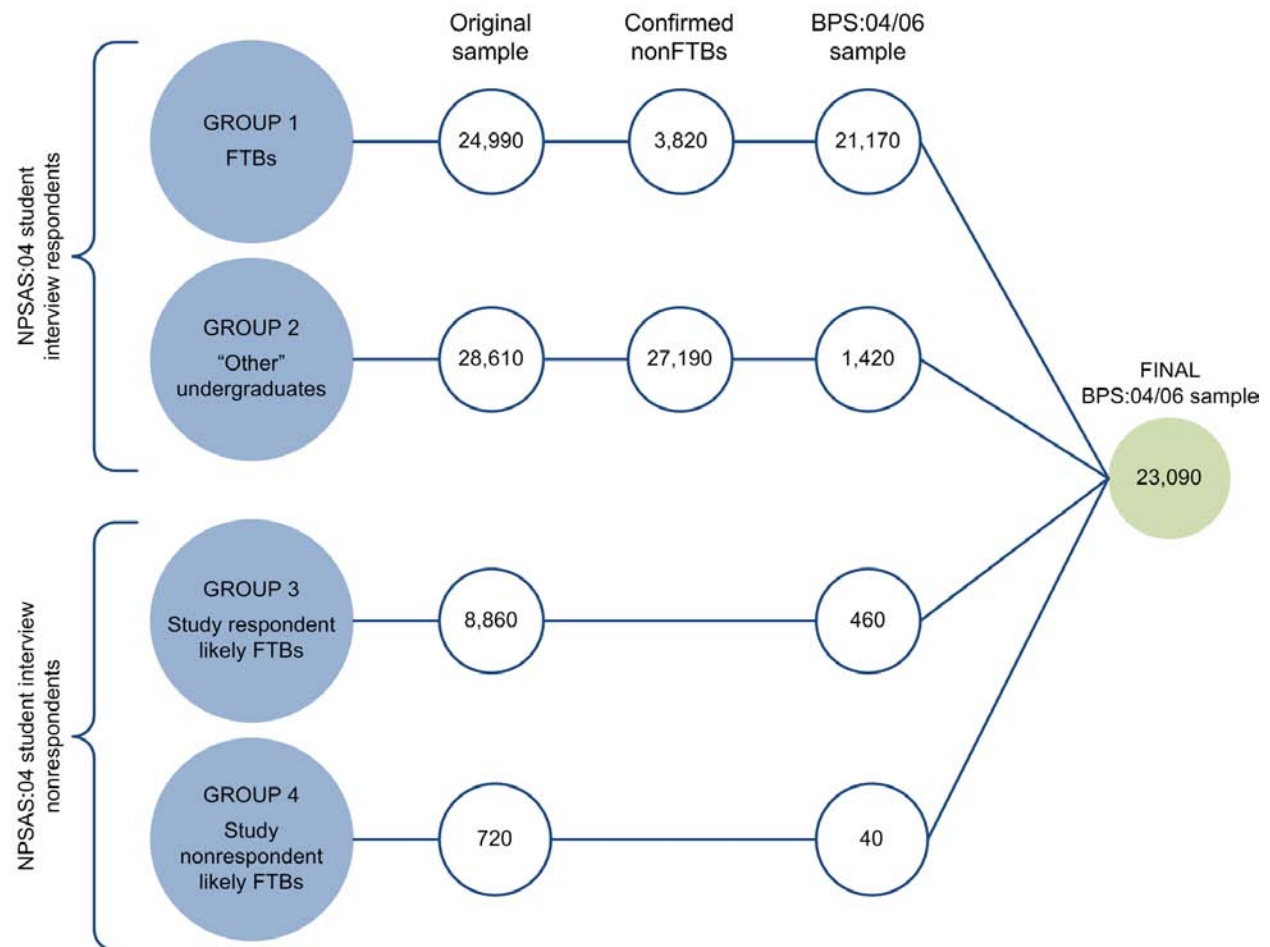 Original
sample
Confirmed
nonFTBs
BPS:04/06
sample
NPSAS:04 student
interview respondents
GROUP 1
FTBs
24,990
3,820
21,170
GROUP 2
“Other”
undergraduates
28,610
27,190
1,420
FINAL
BPS:04/06 sample
23,090
NPSAS:04 student interview
nonrespondents
GROUP 3
Study respondent
likely FTBs
8,860
460
GROUP 4
Study
nonrespondent
likely FTBs
720
40